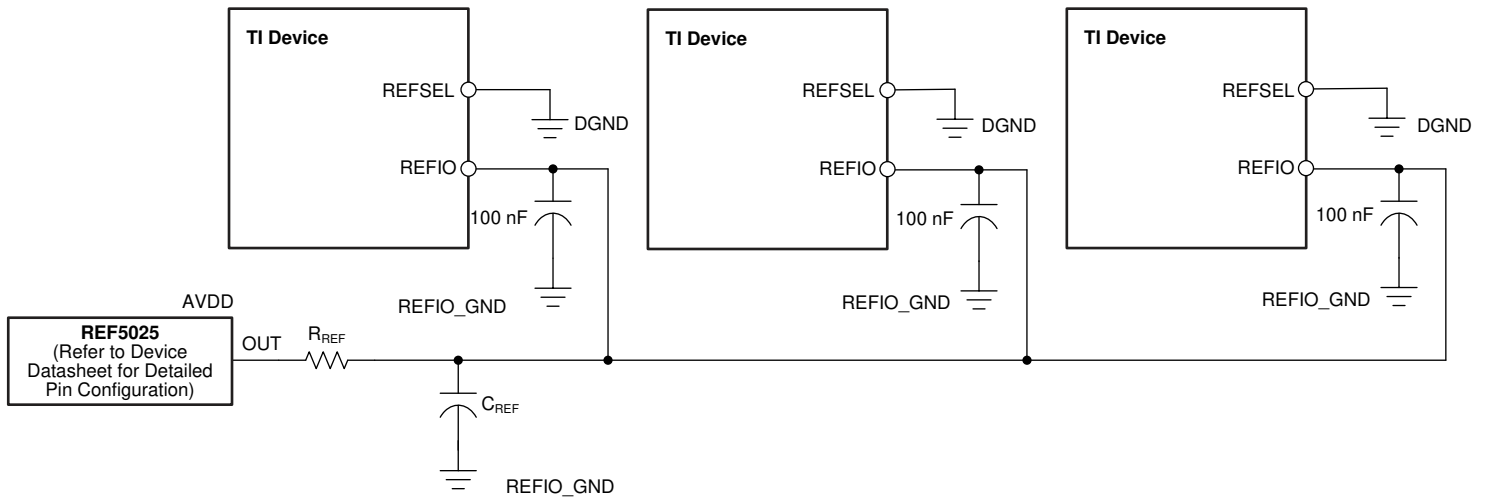 TI Device
REFSEL
DGND
REFIO
100 nF
REFIO_GND
TI Device
REFSEL
DGND
REFIO
100 nF
REFIO_GND
TI Device
REFSEL
DGND
REFIO
100 nF
REFIO_GND
AVDD
REF5025
(Refer to Device
Datasheet for Detailed
Pin Configuration)
OUT
RREF
CREF
REFIO_GND